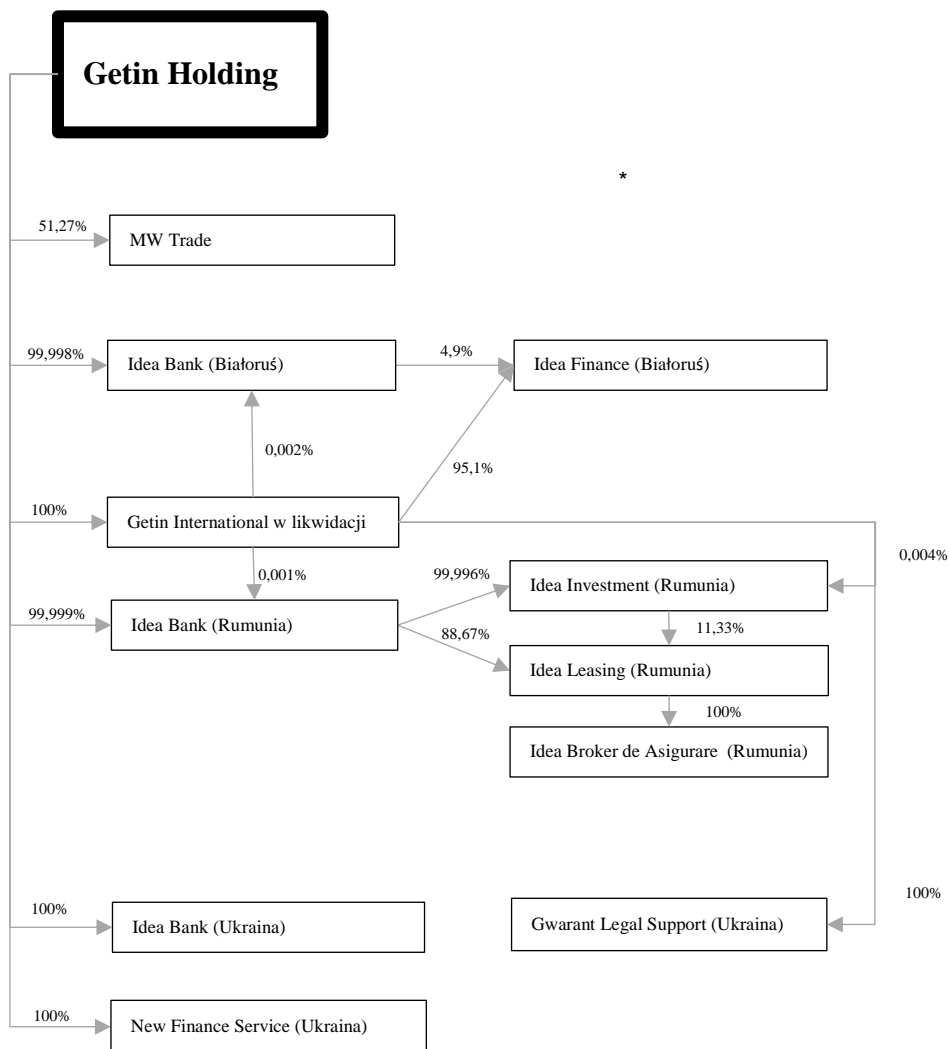 Getin Holding
*
51,27%
MW Trade
99,998%
Idea Bank (Białoruś)
4,9%
Idea Finance (Białoruś)
0,002%
95,1%
100%
Getin International w likwidacji
0,004%
0,001%
99,996%
Idea Investment (Rumunia)
99,999%
Idea Bank (Rumunia)
88,67%
11,33%
Idea Leasing (Rumunia)
100%
Idea Broker de Asigurare (Rumunia)
100%
Idea Bank (Ukraina)
Gwarant Legal Support (Ukraina)
100%
100%
New Finance Service (Ukraina)